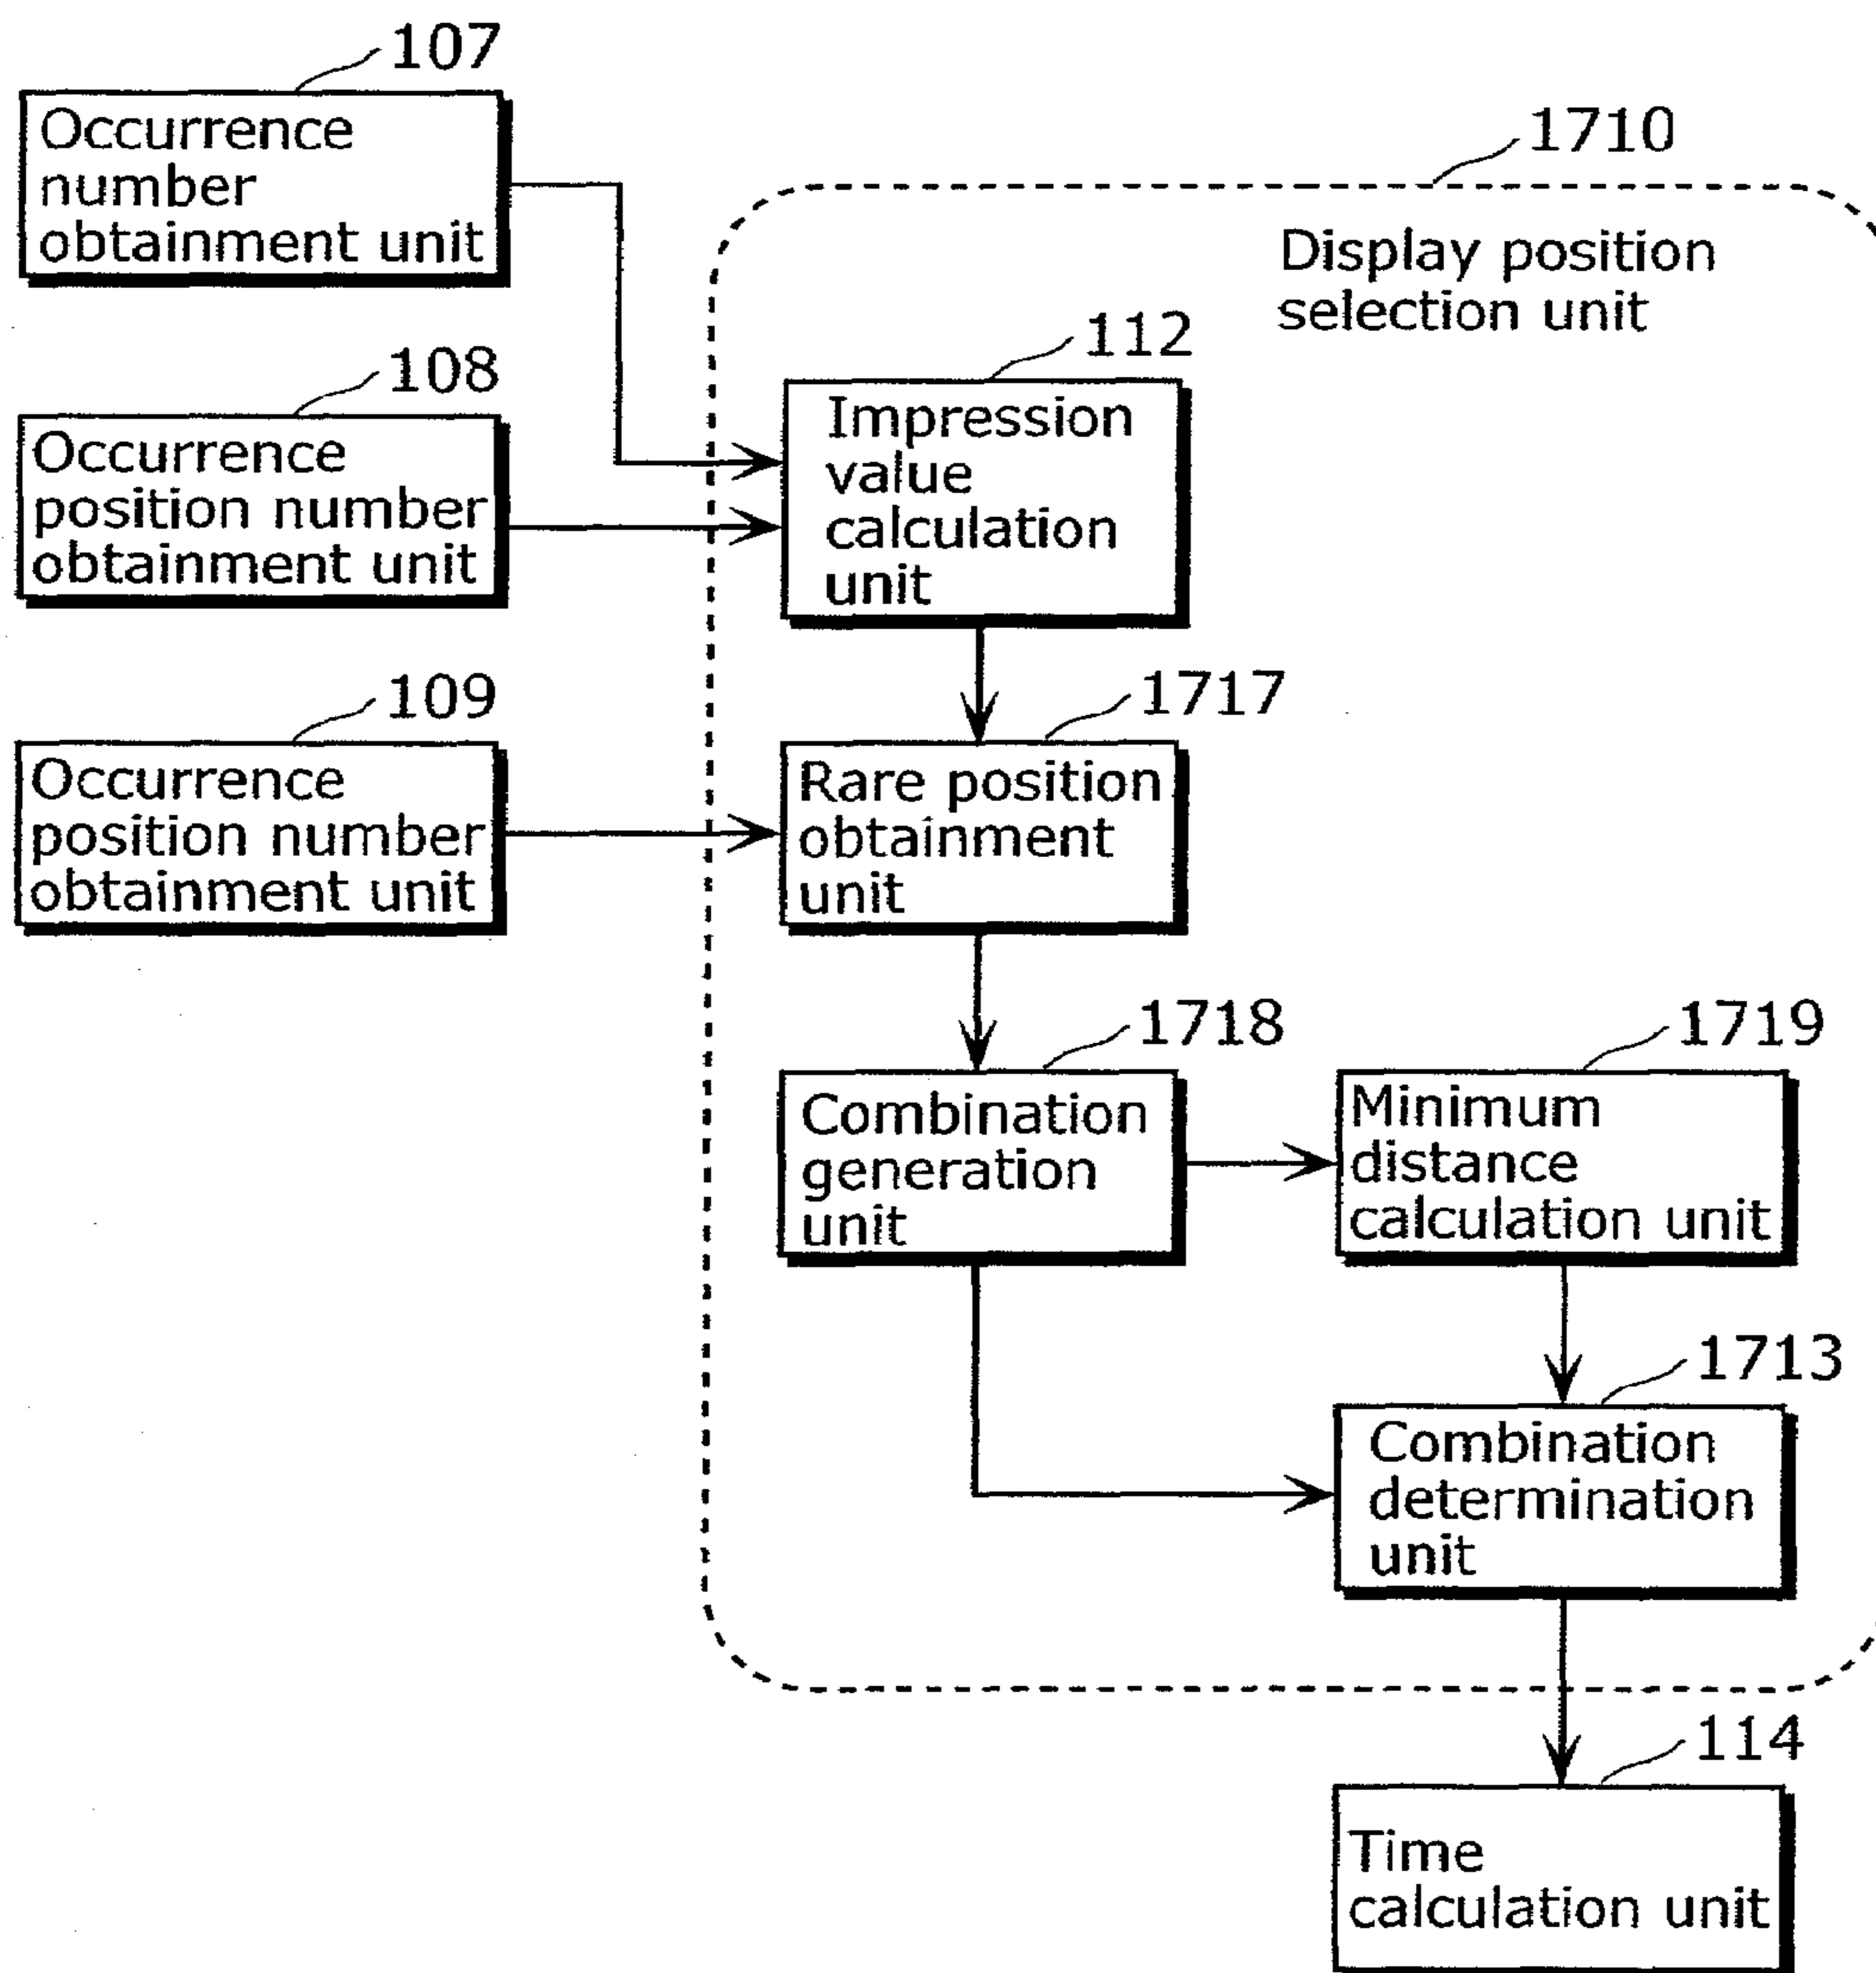 107
Occurrence
number
obtainment unit
1710
Display position
selection unit
108
Occurrence
position number
obtainment unit
112
Impression
value
calculation
unit
109
Occurrence
position number
obtainment unit
1717
Rare position
obtainment
unit
1718
Combination
generation
unit
1719
Minimum
distance
calculation unit
1713
Combination
determination
unit
114
Time
calculation unit